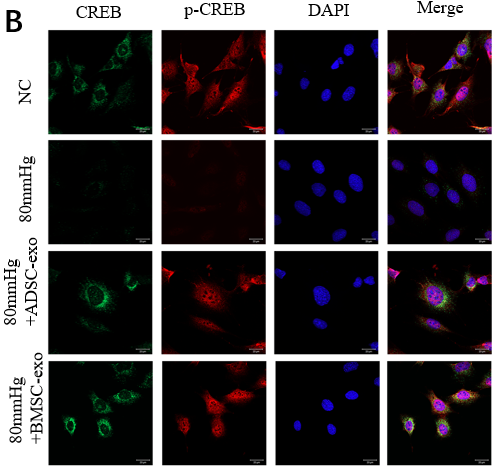 B
CREB p-CREB DAPI Merge
NC
80mmHg
80mmHg
+ADSC-exo
80mmHg
+BMSC-exo